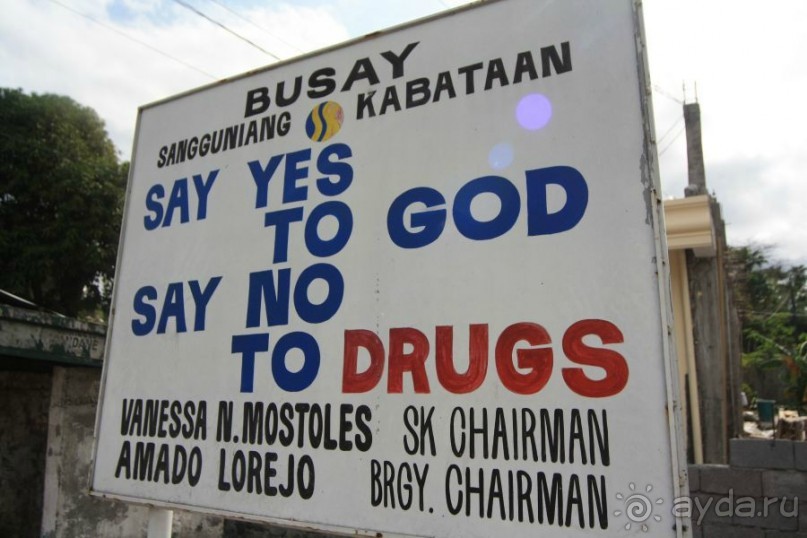 BUSAY
SANGGUNIANG KABATAAN
SAY YES
TO GOD
SAY NO
TO DRUGS
VANESSA N. MOSTOLES SK CHAIRMAN
AMADO LOREJO BRGY. CHAIRMAN
ayda.ru